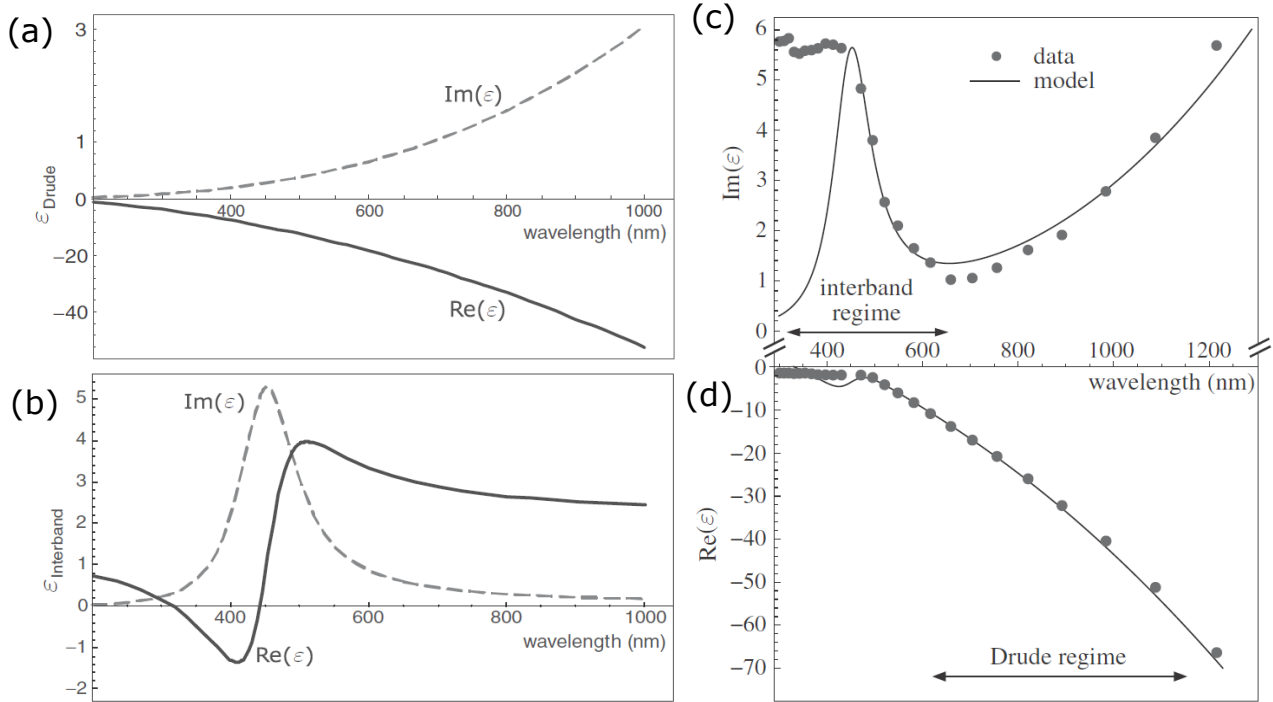 (a)
3
1
0
−20
−40
ε Drude
Im(ε)
Re(ε)
400 600 800 1000
wavelength (nm)
(b)
5
4
3
2
1
0
−1
−2
ε Interband
Im(ε)
Re(ε)
400 600 800 1000
wavelength (nm)
(c)
6
5
4
3
2
1
0
Im(ε)
data
model
interband
regime
400 600 800 1000 1200
wavelength (nm)
(d)
0
−10
−20
−30
−40
−50
−60
−70
Re(ε)
Drude regime